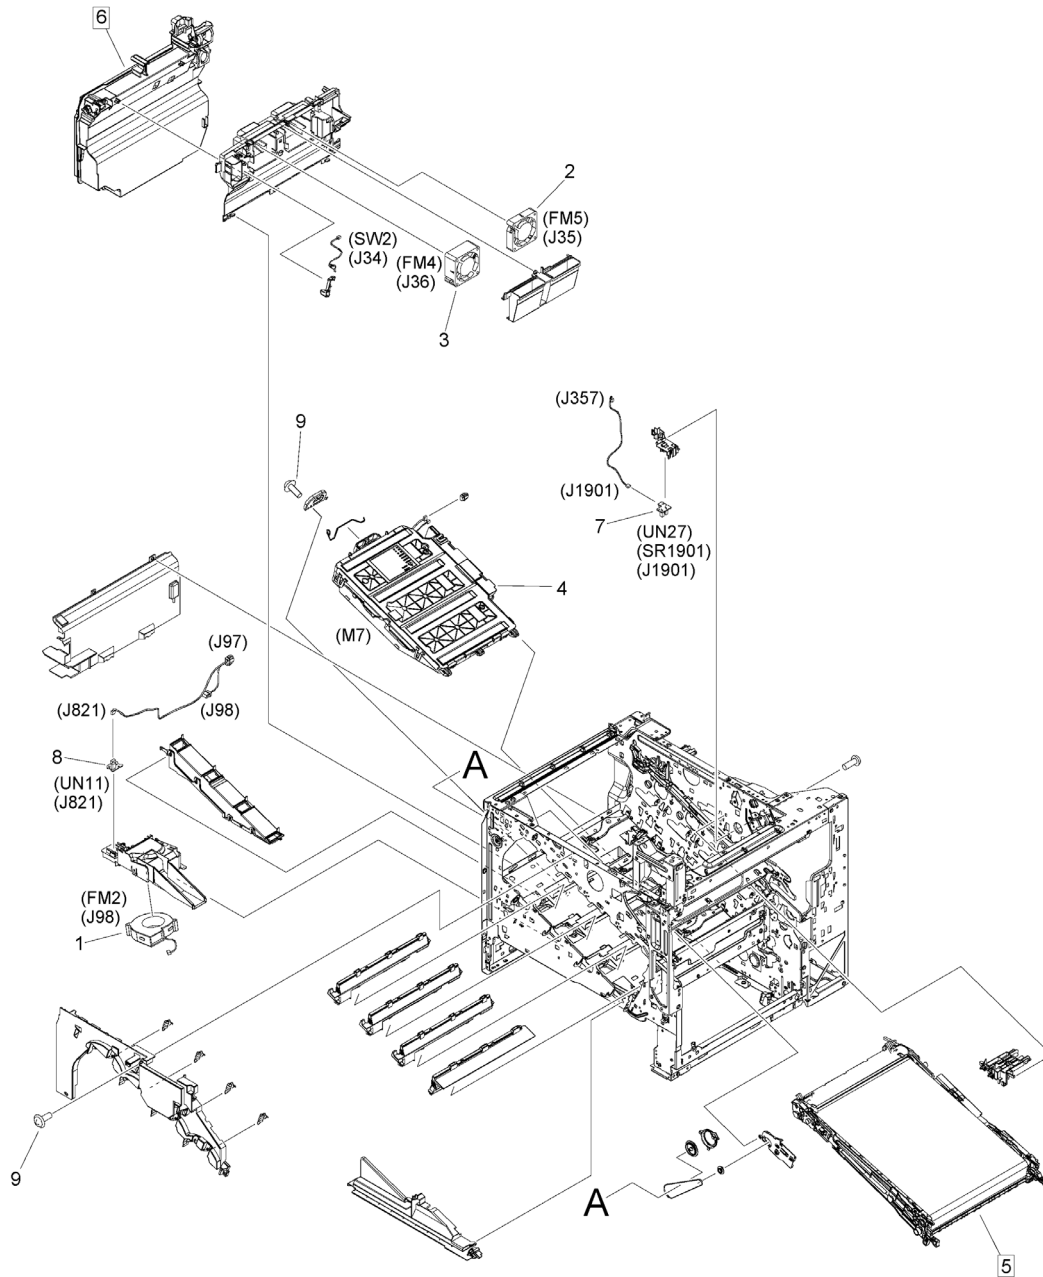 6
2
(FM5)
(J35)
(SW2)
(J34)
(FM4)
(J36)
3
(J357)
9
(J1901)
7
(UN27)
(SR1901)
(J1901)
4
(M7)
(J97)
(J821)
(J98)
8
(UN11)
(J821)
A
(FM2)
(J98)
1
9
A
5